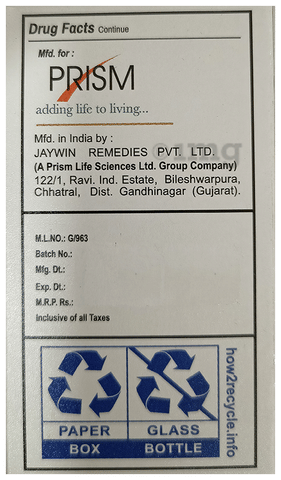 Drug Facts Continue
Mfd. for :
PRISM
adding life to living...
Mfd. in India by :
JAYWIN REMEDIES PVT. LTD.
(A Prism Life Sciences Ltd. Group Company)
122/1, Ravi. Ind. Estate, Bileshwarpura,
Chhatral, Dist. Gandhinagar (Gujarat).
M.L.NO.: G/963
Batch No.:
Mfg. Dt.:
Exp. Dt.:
M.R.P. Rs.:
Inclusive of all Taxes
PAPER
BOX
GLASS
BOTTLE
how2recycle.info